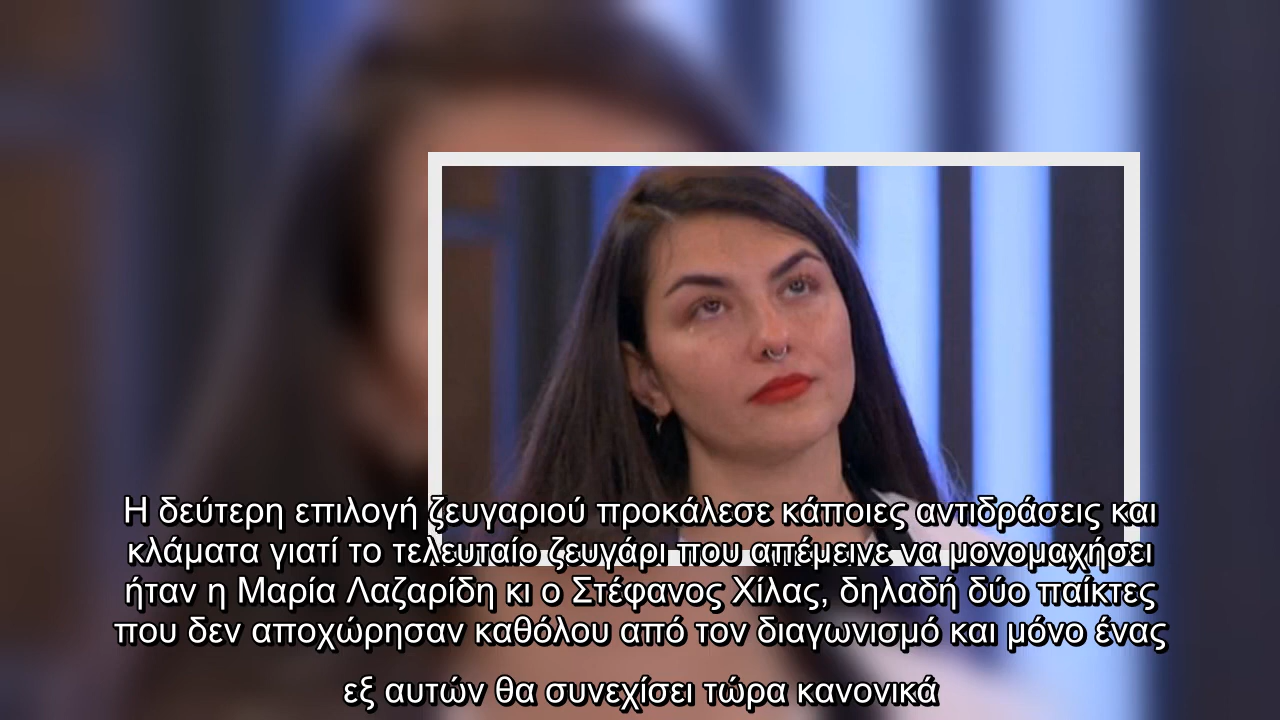 Η δεύτερη επιλογή ζευγαριού προκάλεσε κάποιες αντιδράσεις και
κλάματα γιατί το τελευταίο ζευγάρι που απέμεινε να μονομαχήσει
ήταν η Μαρία Λαζαρίδη κι ο Στέφανος Χίλας, δηλαδή δύο παίκτες
που δεν αποχώρησαν καθόλου από τον διαγωνισμό και μόνο ένας
εξ αυτών θα συνεχίσει τώρα κανονικά